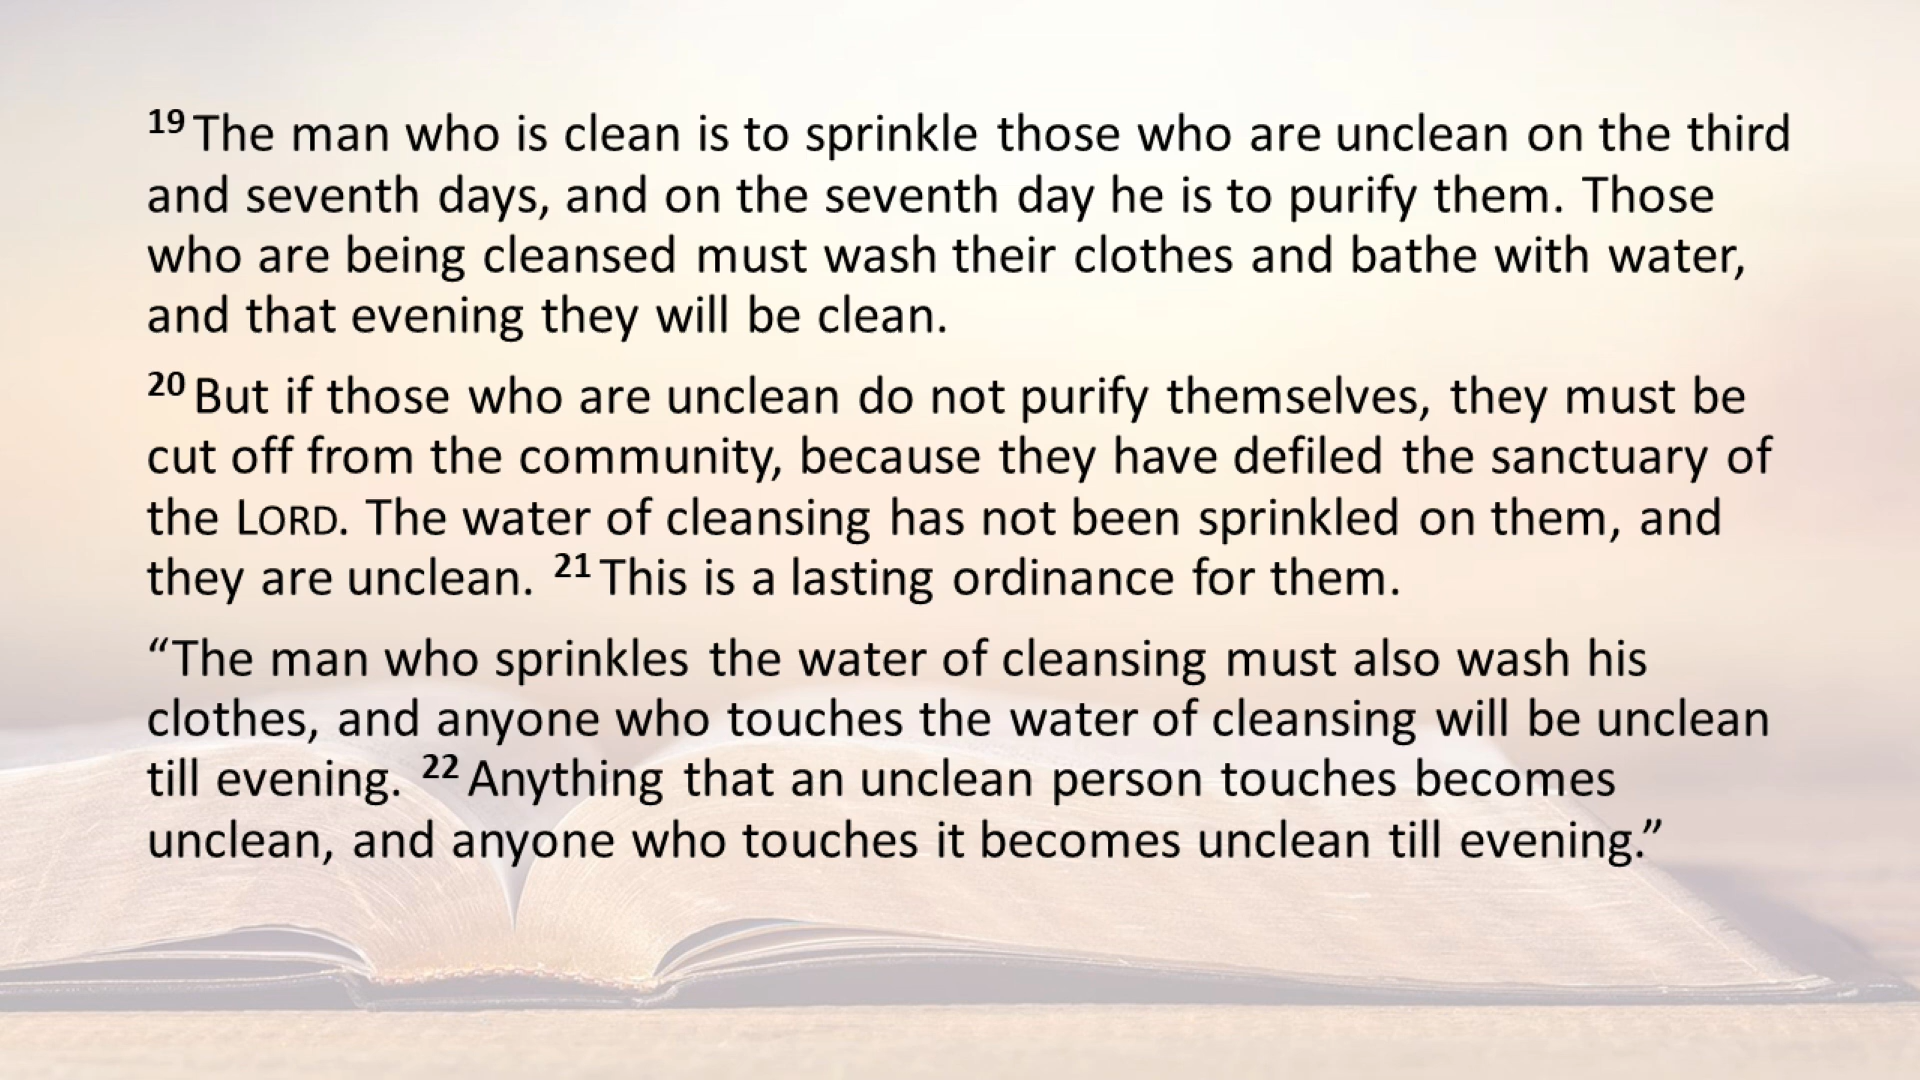 19 The man who is clean is to sprinkle those who are unclean on the third
and seventh days, and on the seventh day he is to purify them. Those
who are being cleansed must wash their clothes and bathe with water,
and that evening they will be clean.
20 But if those who are unclean do not purify themselves, they must be
cut off from the community, because they have defiled the sanctuary of
the LORD. The water of cleansing has not been sprinkled on them, and
they are unclean. 21 This is a lasting ordinance for them.
“The man who sprinkles the water of cleansing must also wash his
clothes, and anyone who touches the water of cleansing will be unclean
till evening. 22 Anything that an unclean person touches becomes
unclean, and anyone who touches it becomes unclean till evening.”